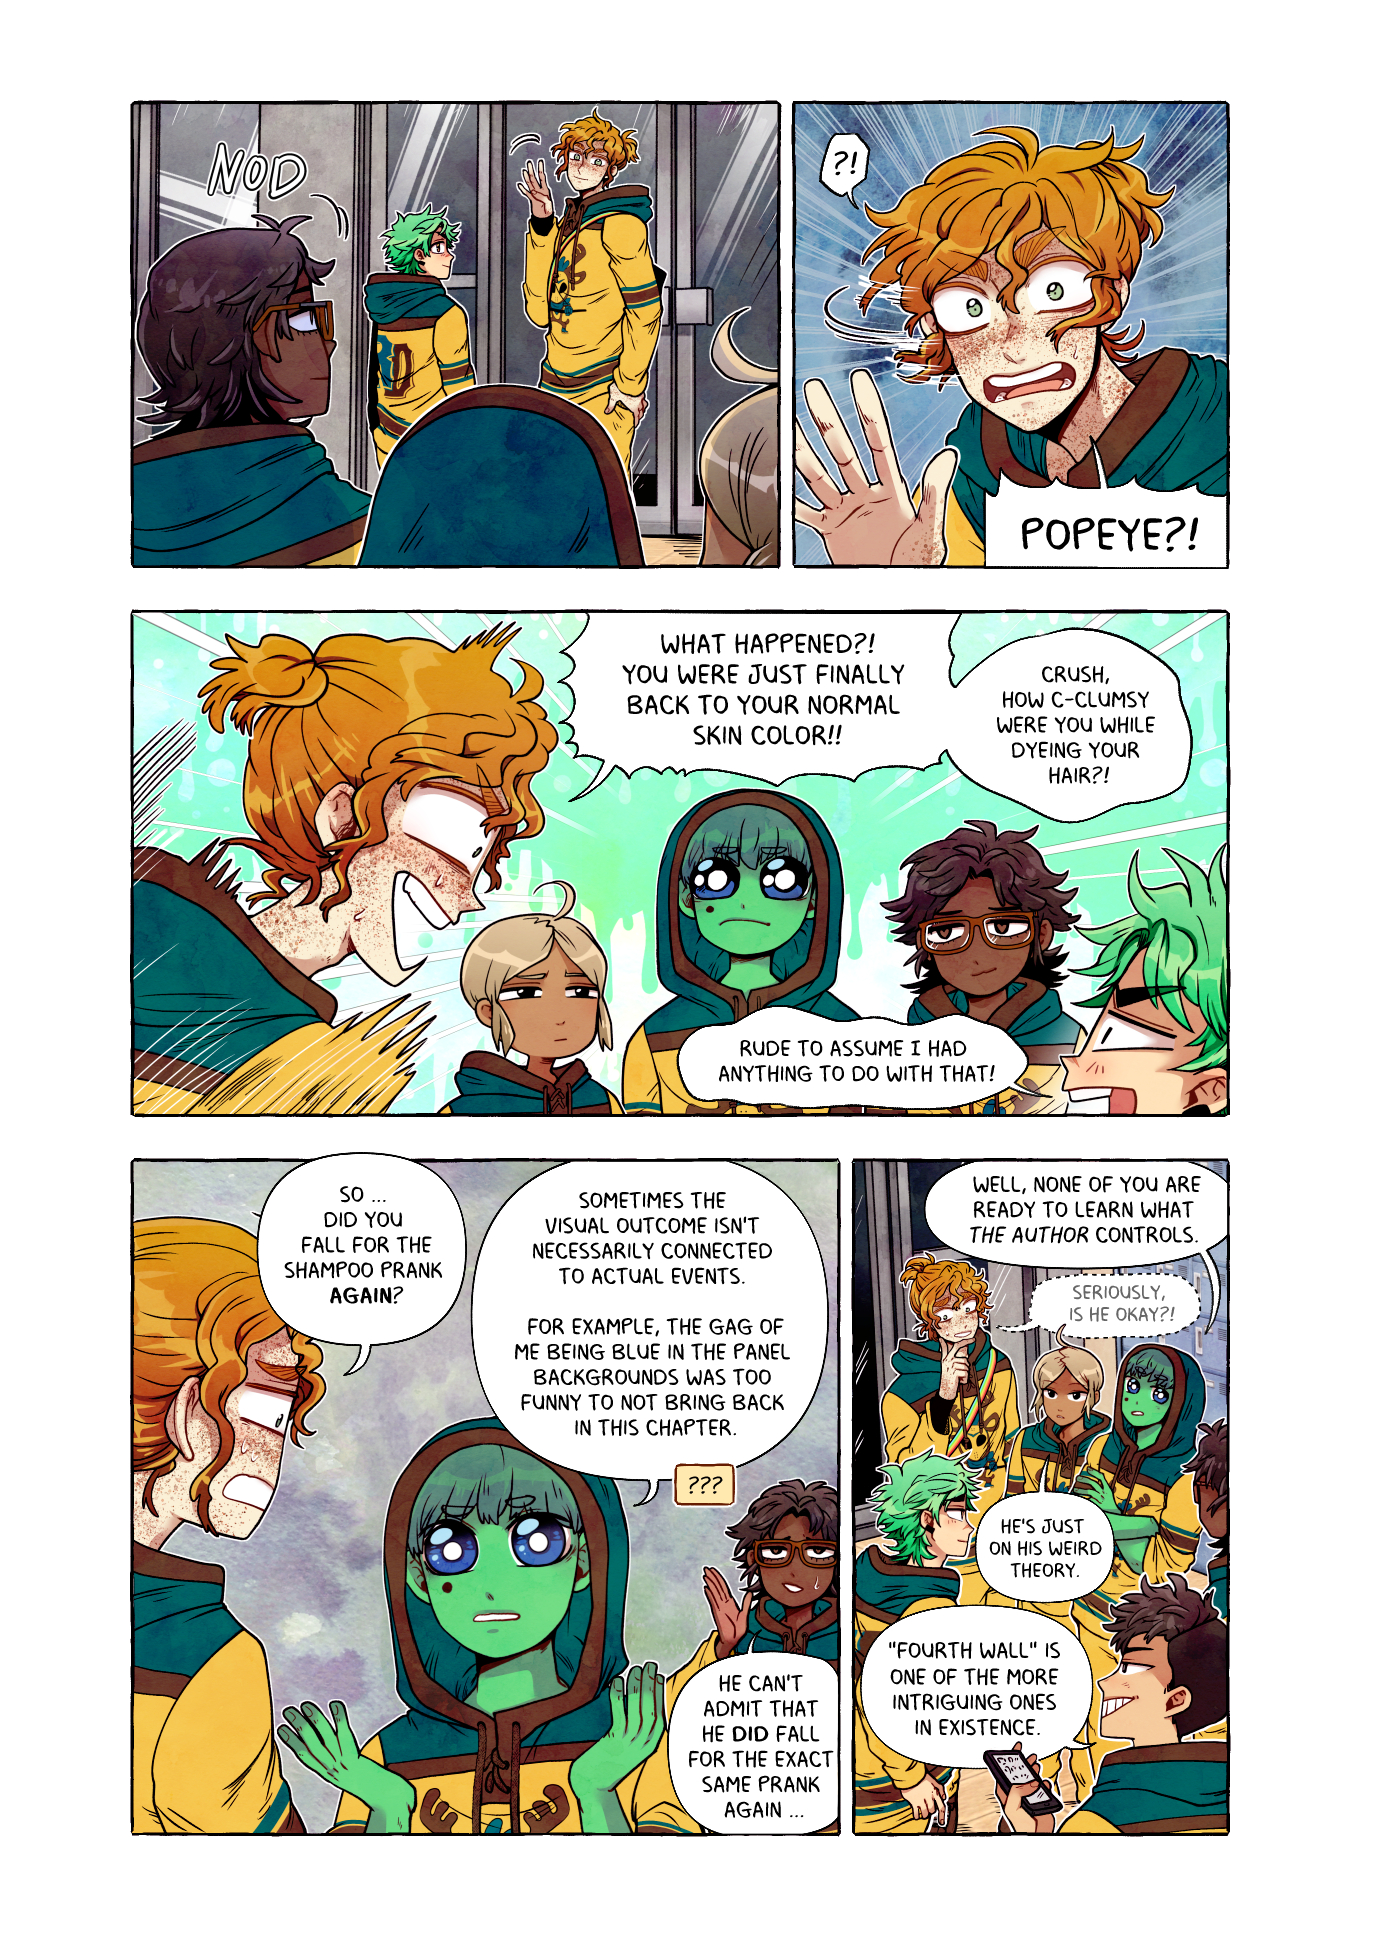 NOD
?!
POPEYE?!
WHAT HAPPENED?!
YOU WERE JUST FINALLY
BACK TO YOUR NORMAL
SKIN COLOR!!
CRUSH,
HOW C-CLUMSY
WERE YOU WHILE
DYEING YOUR
HAIR?!
RUDE TO ASSUME I HAD
ANYTHING TO DO WITH THAT!
SO ...
DID YOU
FALL FOR THE
SHAMPOO PRANK
AGAIN?
SOMETIMES THE
VISUAL OUTCOME ISN'T
NECESSARILY CONNECTED
TO ACTUAL EVENTS.
FOR EXAMPLE, THE GAG OF
ME BEING BLUE IN THE PANEL
BACKGROUNDS WAS TOO
FUNNY TO NOT BRING BACK
IN THIS CHAPTER.
???
HE CAN'T
ADMIT THAT
HE DID FALL
FOR THE EXACT
SAME PRANK
AGAIN ...
WELL, NONE OF YOU ARE
READY TO LEARN WHAT
THE AUTHOR CONTROLS.
SERIOUSLY,
IS HE OKAY?!
HE'S JUST
ON HIS WEIRD
THEORY.
"FOURTH WALL" IS
ONE OF THE MORE
INTRIGUING ONES
IN EXISTENCE.